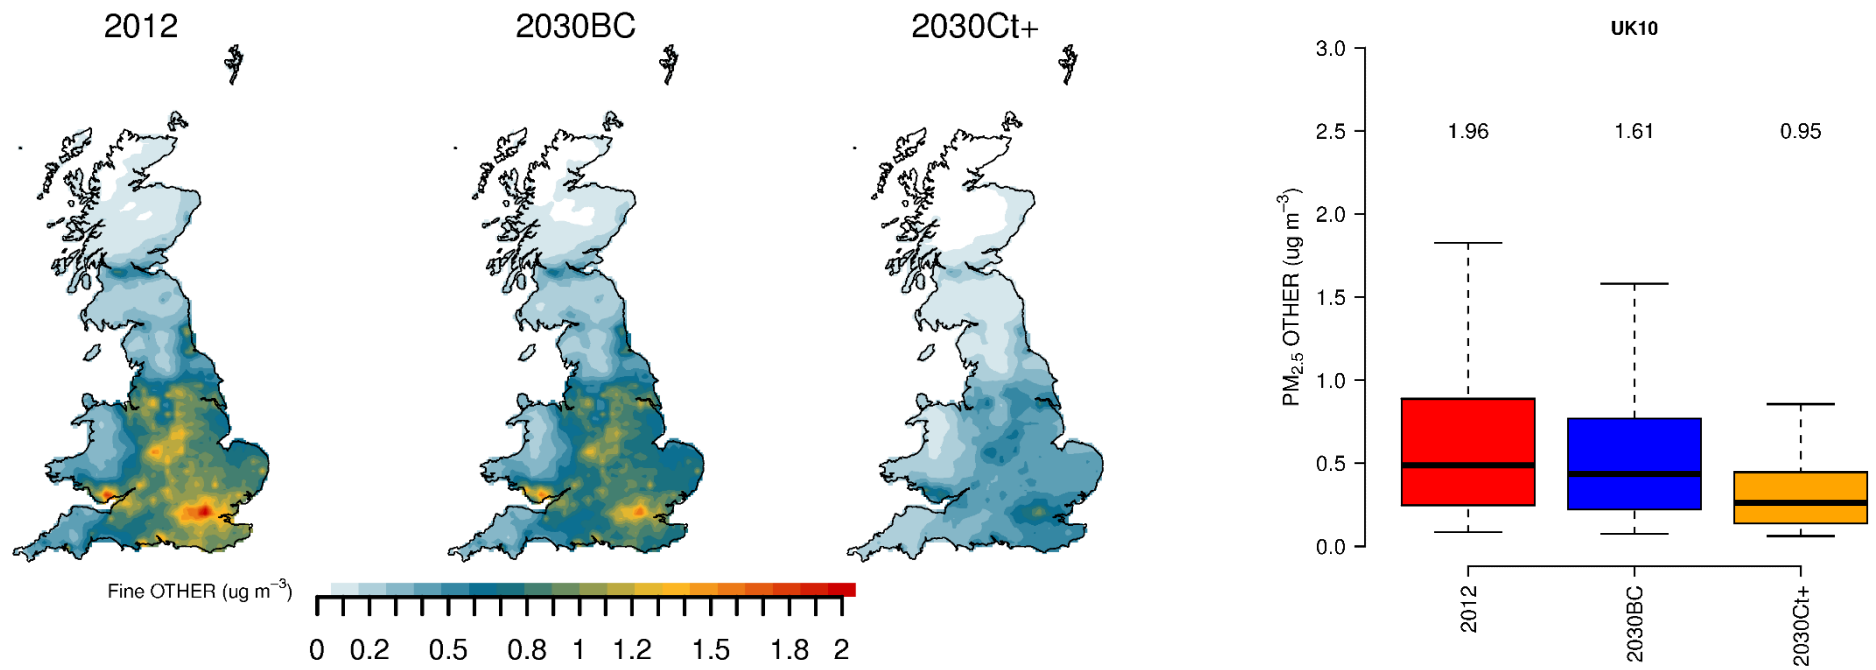 2012
2030BC
2030Ct+
Fine OTHER (ug m⁻³)
0 0.2 0.5 0.8 1 1.2 1.5 1.8 2
UK10
PM₂.₅ OTHER (ug m⁻³)
3.0
2.5
2.0
1.5
1.0
0.5
0.0
1.96 1.61 0.95
2012
2030BC
2030Ct+